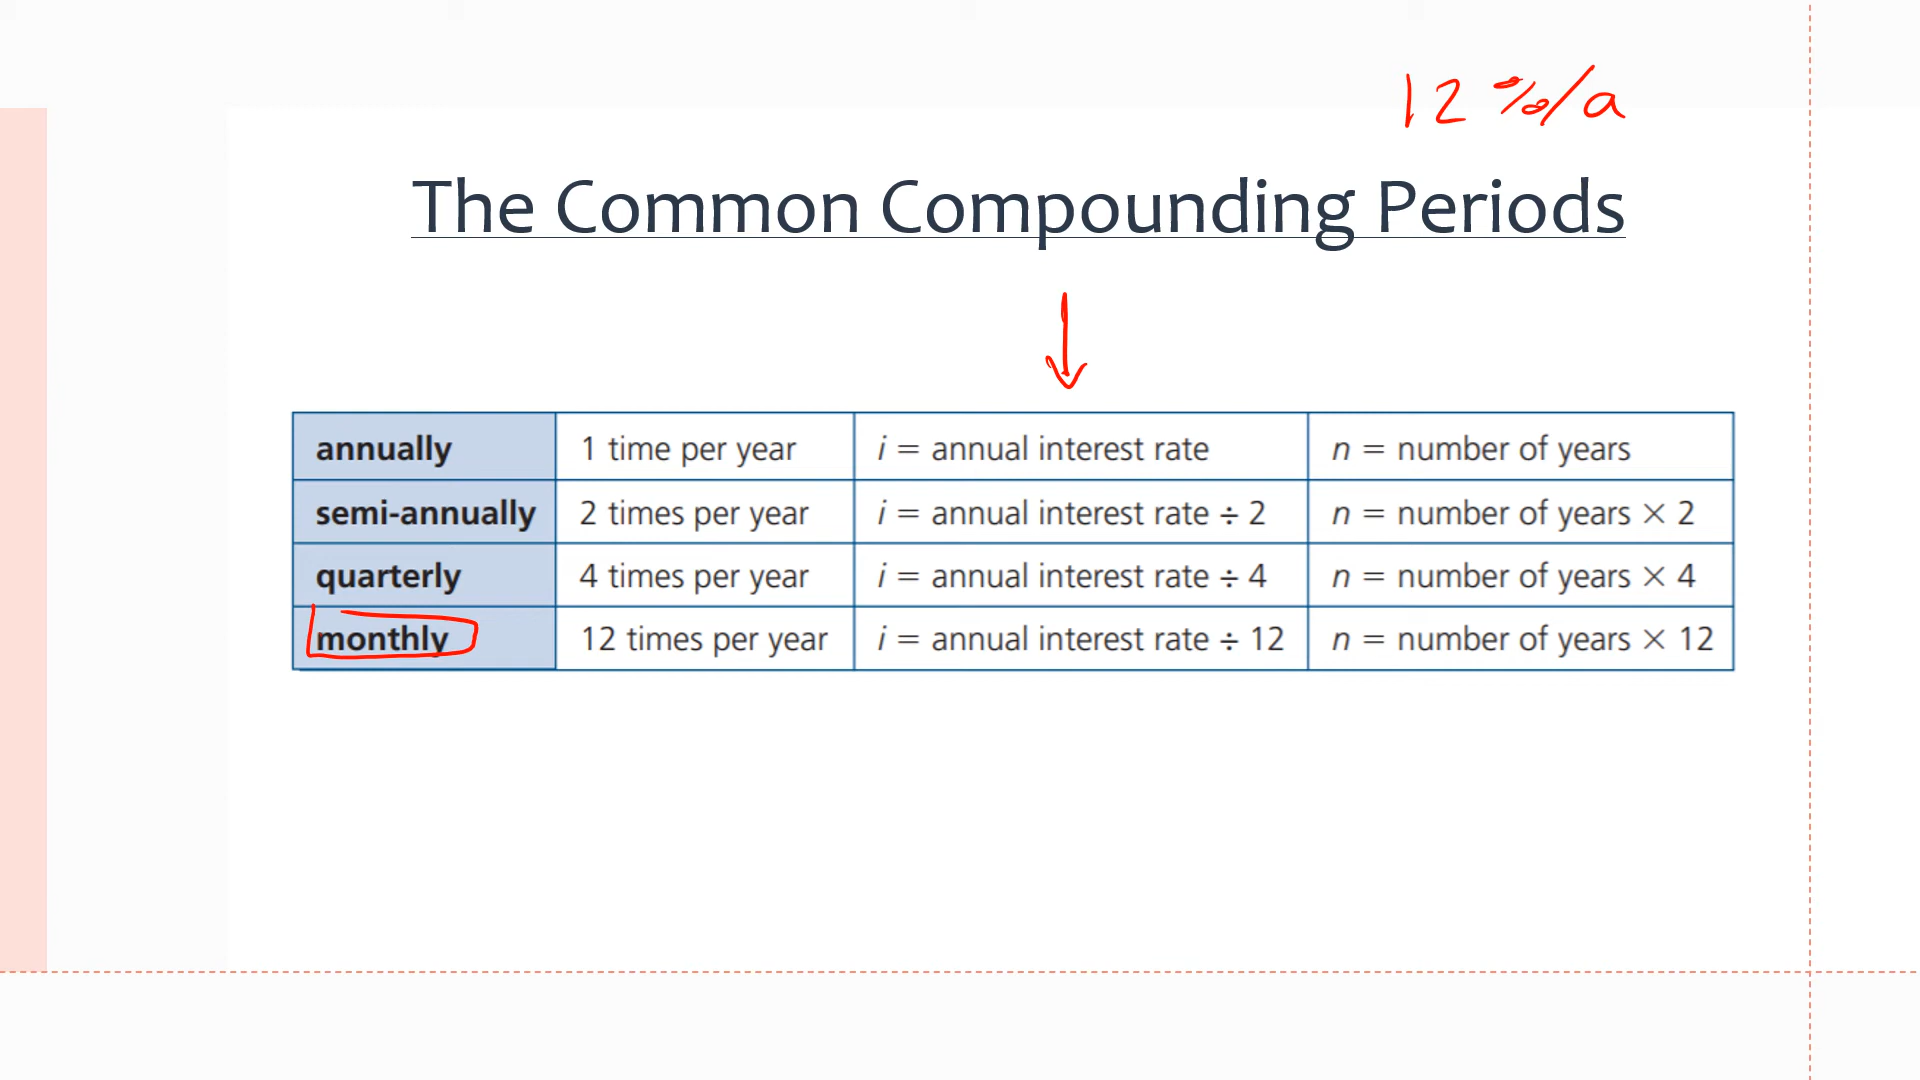 12%/a
The Common Compounding Periods
annually 1 time per year i = annual interest rate n = number of years
semi-annually 2 times per year i = annual interest rate ÷ 2 n = number of years × 2
quarterly 4 times per year i = annual interest rate ÷ 4 n = number of years × 4
monthly 12 times per year i = annual interest rate ÷ 12 n = number of years × 12